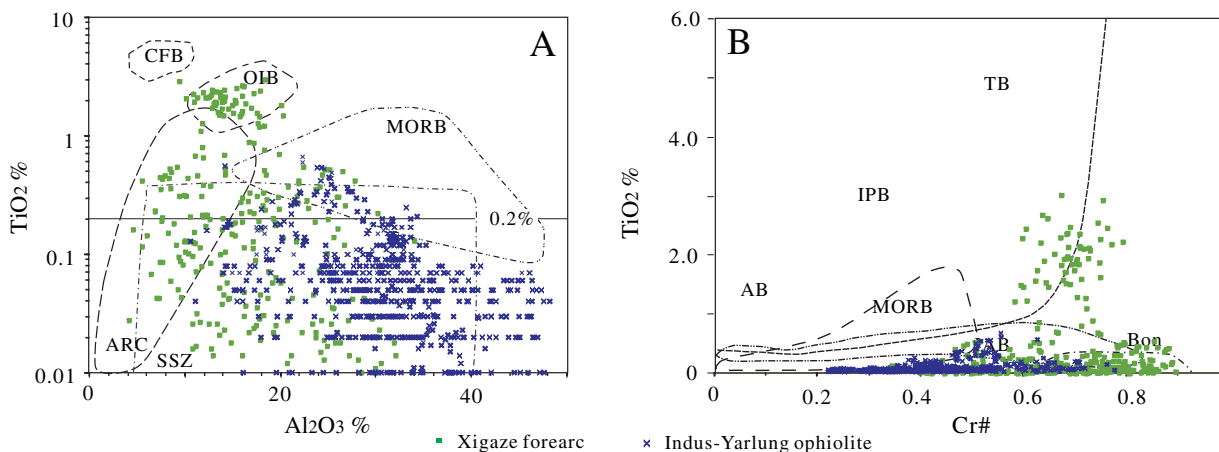 A
B
10
1
0.1
0.01
TiO2 %
CFB
OIB
MORB
0.2%
ARC
SSZ
0
20
40
Al2O3 %
6.0
4.0
2.0
0
TiO2 %
TB
IPB
AB
MORB
AB
Bon
0
0.2
0.4
0.6
0.8
Cr#
Xigaze forearc
Indus-Yarlung ophiolite